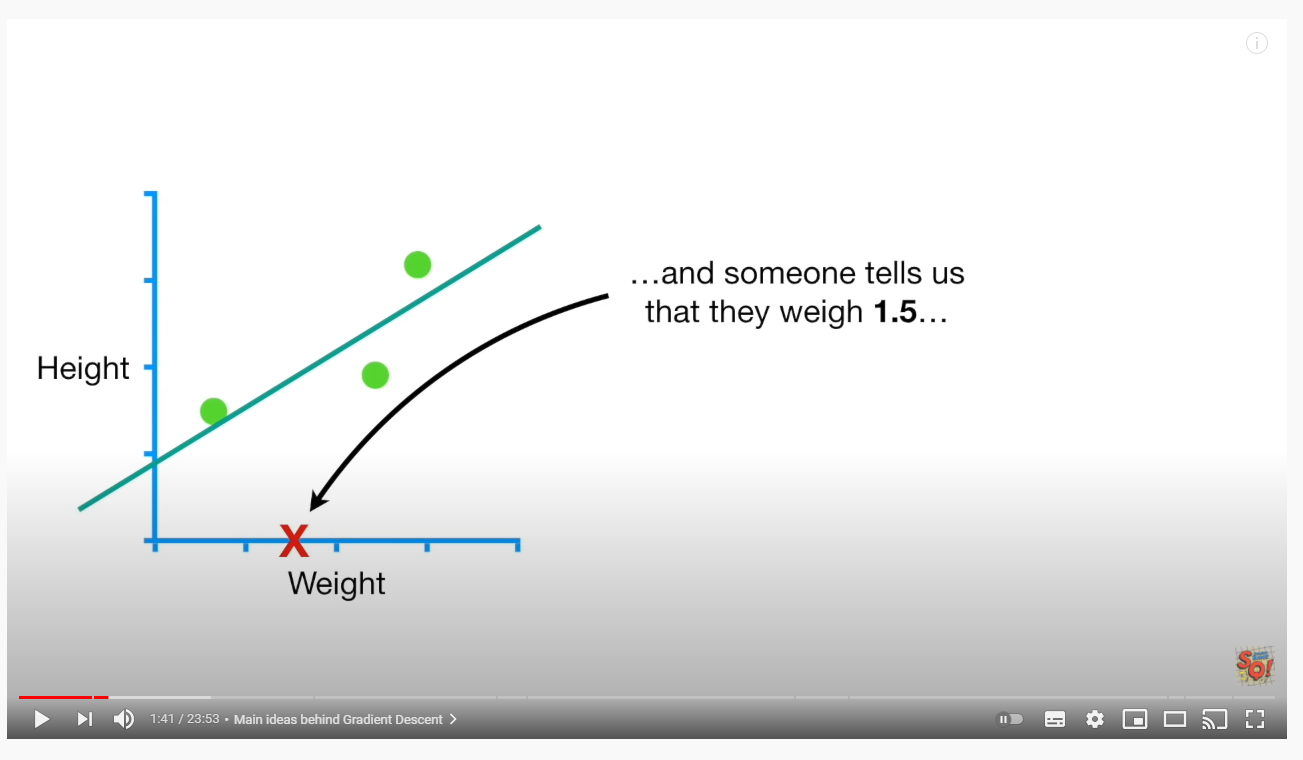 …and someone tells us
that they weigh 1.5…
Height
X
Weight
SQ!
1:41 / 23:53 • Main ideas behind Gradient Descent